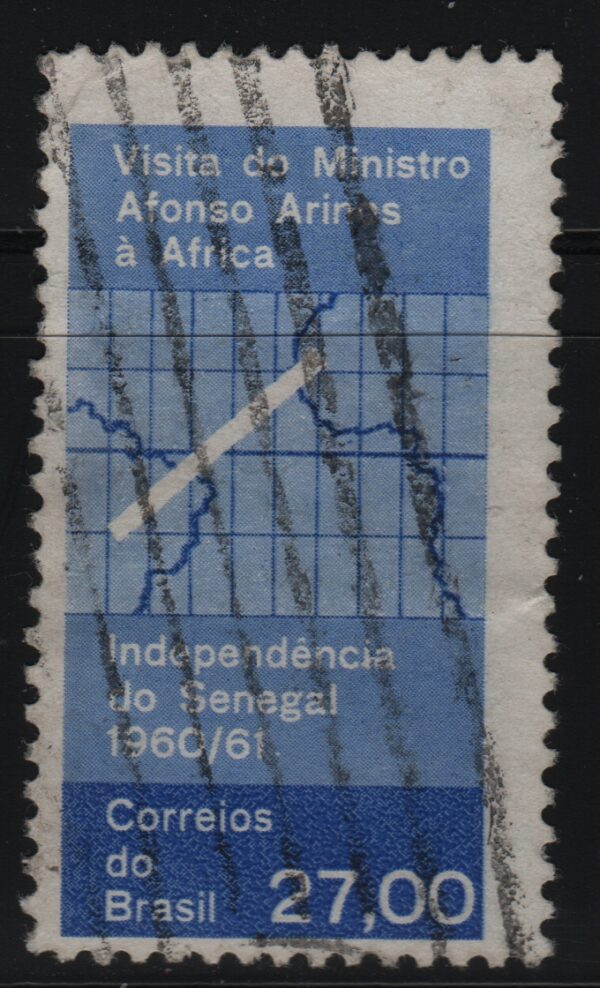 Visita do Ministro
Afonso Arinos
à Africa
Independência
do Senegal
1960/61
Correios
do
Brasil
27,00